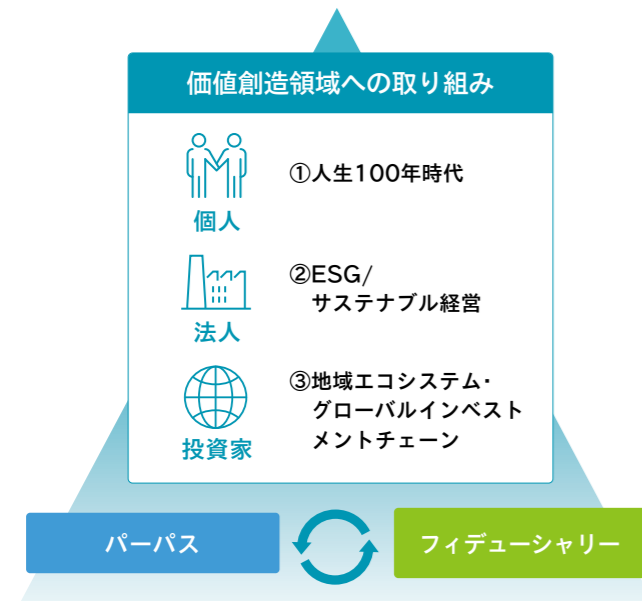 価値創造領域への取り組み
個人
①人生100年時代
法人
②ESG/
サステナブル経営
投資家
③地域エコシステム・
グローバルインベスト
メントチェーン
パーパス
フィデューシャリー